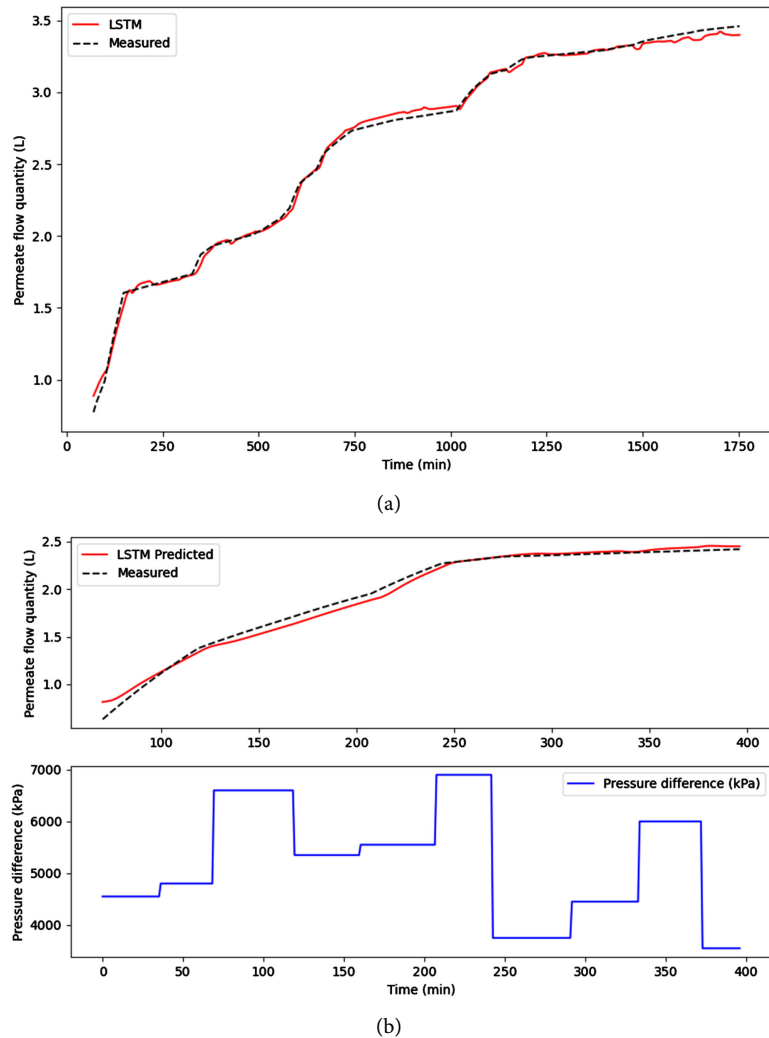 3.5
3.0
2.5
2.0
1.5
1.0
Permeate flow quantity (L)
LSTM
Measured
0 250 500 750 1000 1250 1500 1750
Time (min)
(a)
2.5
2.0
1.5
1.0
Permeate flow quantity (L)
LSTM Predicted
Measured
100 150 200 250 300 350 400
7000
6000
5000
4000
Pressure difference (kPa)
Pressure difference (kPa)
0 50 100 150 200 250 300 350 400
Time (min)
(b)